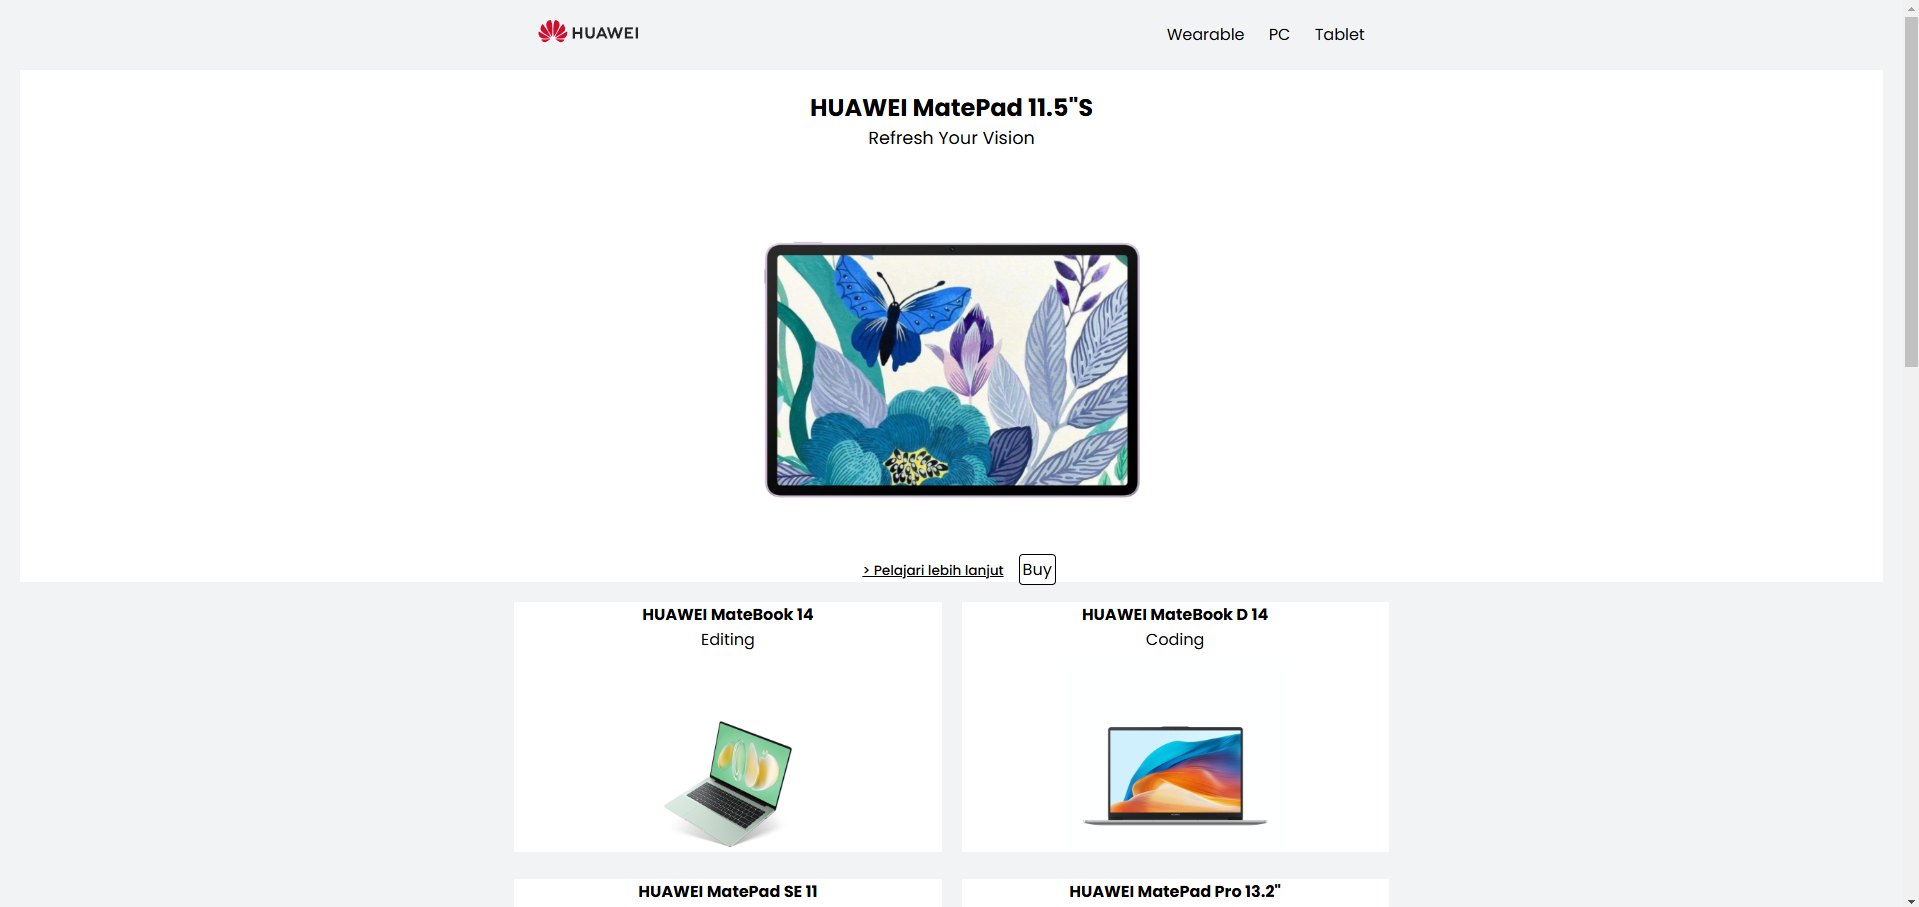 HUAWEI
Wearable PC Tablet
HUAWEI MatePad 11.5"S
Refresh Your Vision
> Pelajari lebih lanjut Buy
HUAWEI MateBook 14
Editing
HUAWEI MateBook D 14
Coding
HUAWEI MatePad SE 11
HUAWEI MatePad Pro 13.2"